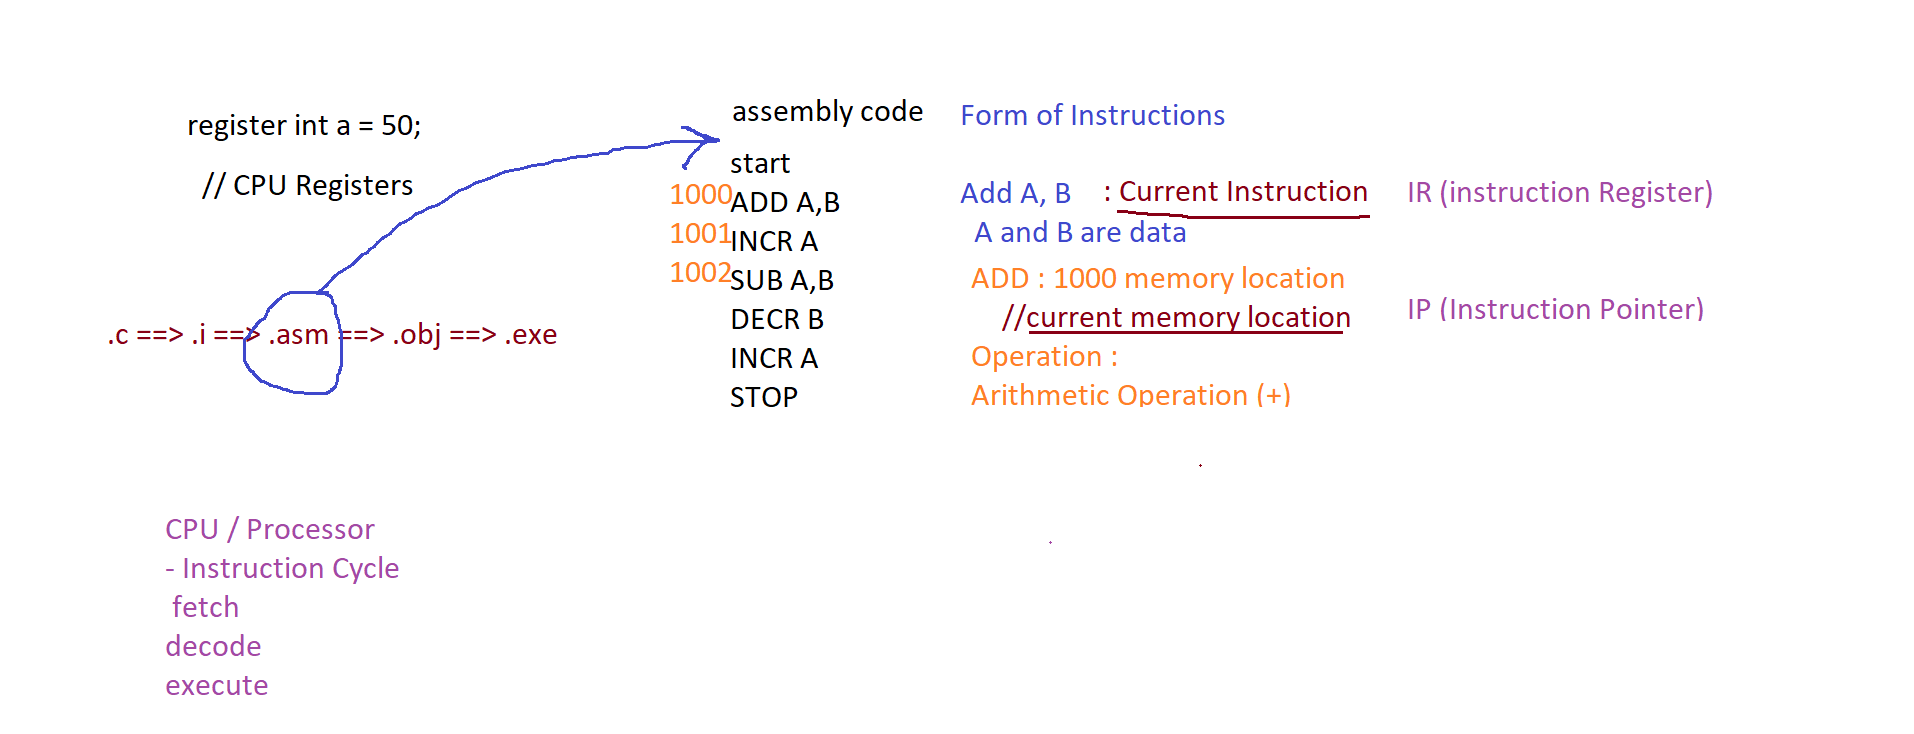 register int a = 50;
// CPU Registers
.c ==> .i ==> .asm ==> .obj ==> .exe
assembly code
start
1000 ADD A,B
1001 INCR A
1002 SUB A,B
DECR B
INCR A
STOP
Form of Instructions
Add A, B : Current Instruction
A and B are data
ADD : 1000 memory location
//current memory location
Operation :
Arithmetic Operation (+)
IR (instruction Register)
IP (Instruction Pointer)
CPU / Processor
- Instruction Cycle
fetch
decode
execute